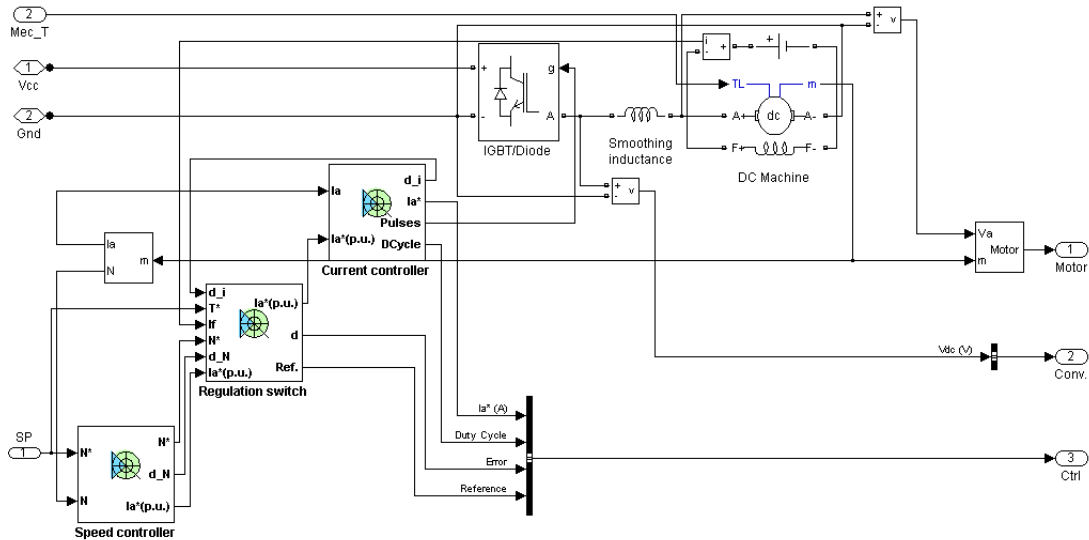 2
Mec_T
1
Vcc
2
Gnd
+
-
g
A
IGBT/Diode
Smoothing
inductance
i
+
-
+
TL
m
A+
dc
A-
F+
F-
DC Machine
+
-
v
+
-
v
Ia
Ia*(p.u.)
d_i
Ia*
Pulses
DCycle
Current controller
Ia
N
m
Va
m
Motor
1
Motor
d_i
T*
If
N*
d_N
Ia*(p.u.)
Ia*(p.u.)
d
Ref.
Regulation switch
Vdc (V)
2
Conv.
SP
1
N*
N
N*
d_N
Ia*(p.u.)
Speed controller
Ia* (A)
Duty Cycle
Error
Reference
3
Ctrl